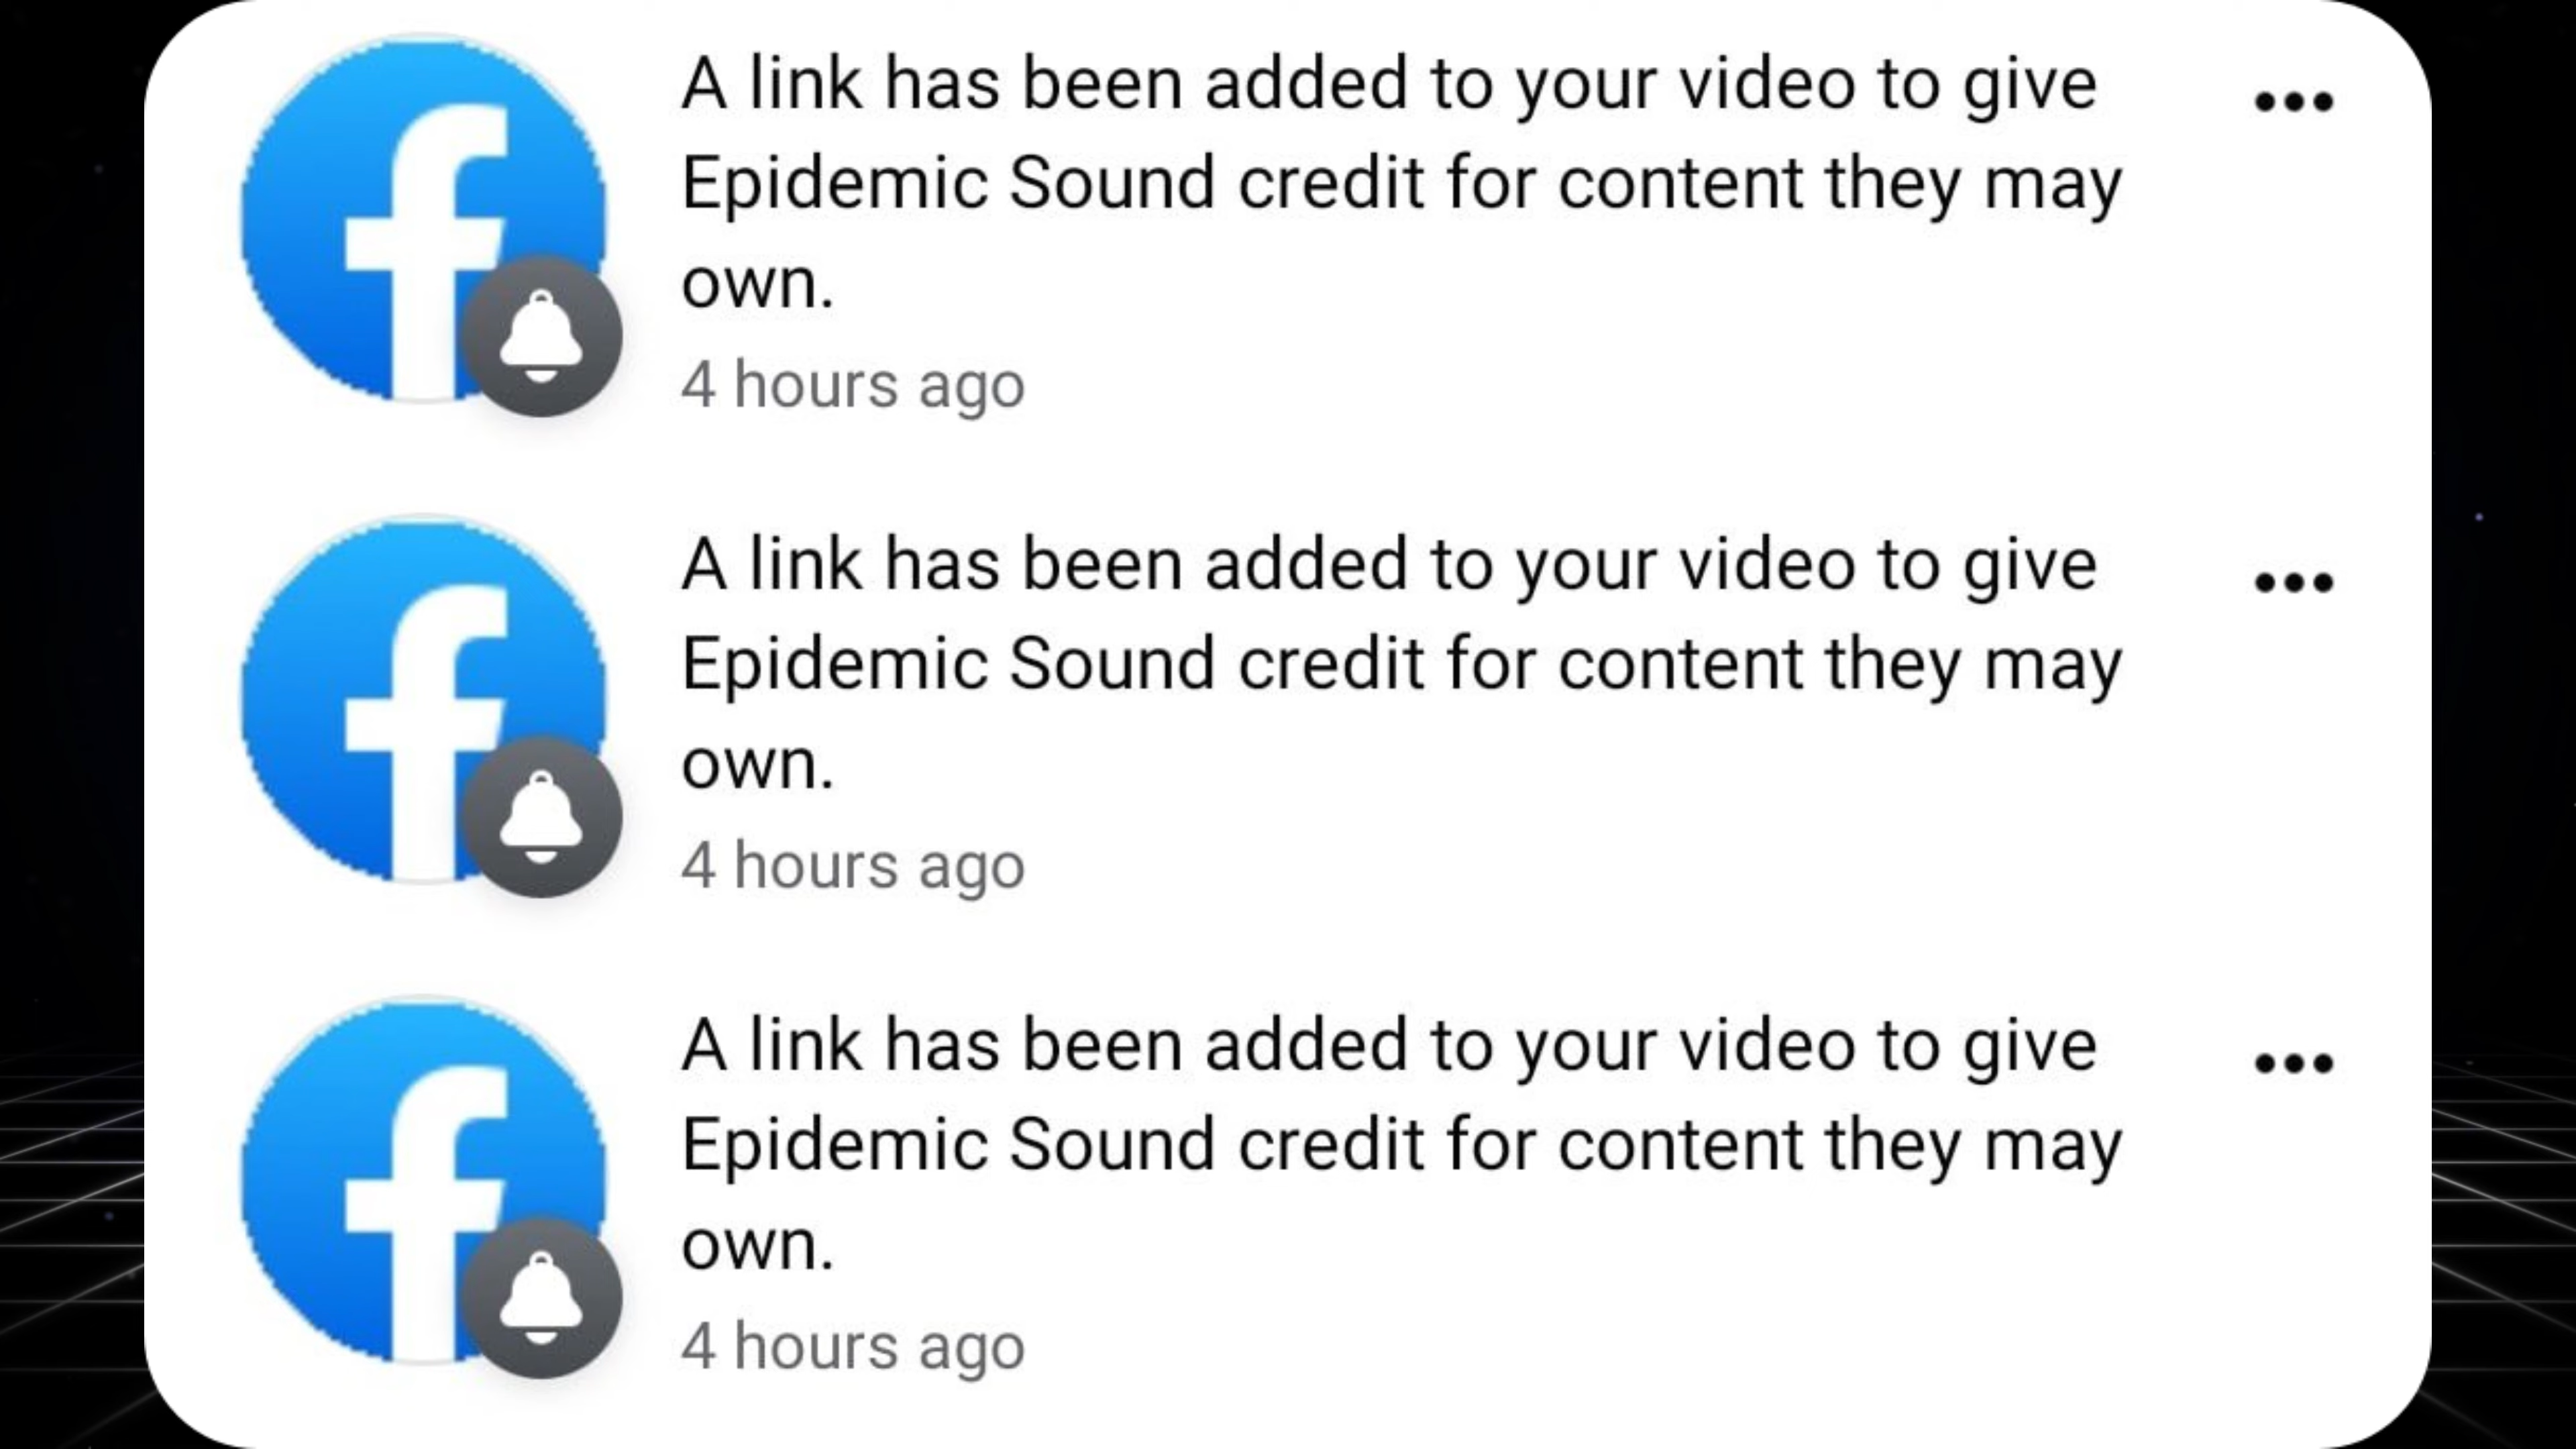 A link has been added to your video to give
Epidemic Sound credit for content they may
own.
4 hours ago
A link has been added to your video to give
Epidemic Sound credit for content they may
own.
4 hours ago
A link has been added to your video to give
Epidemic Sound credit for content they may
own.
4 hours ago